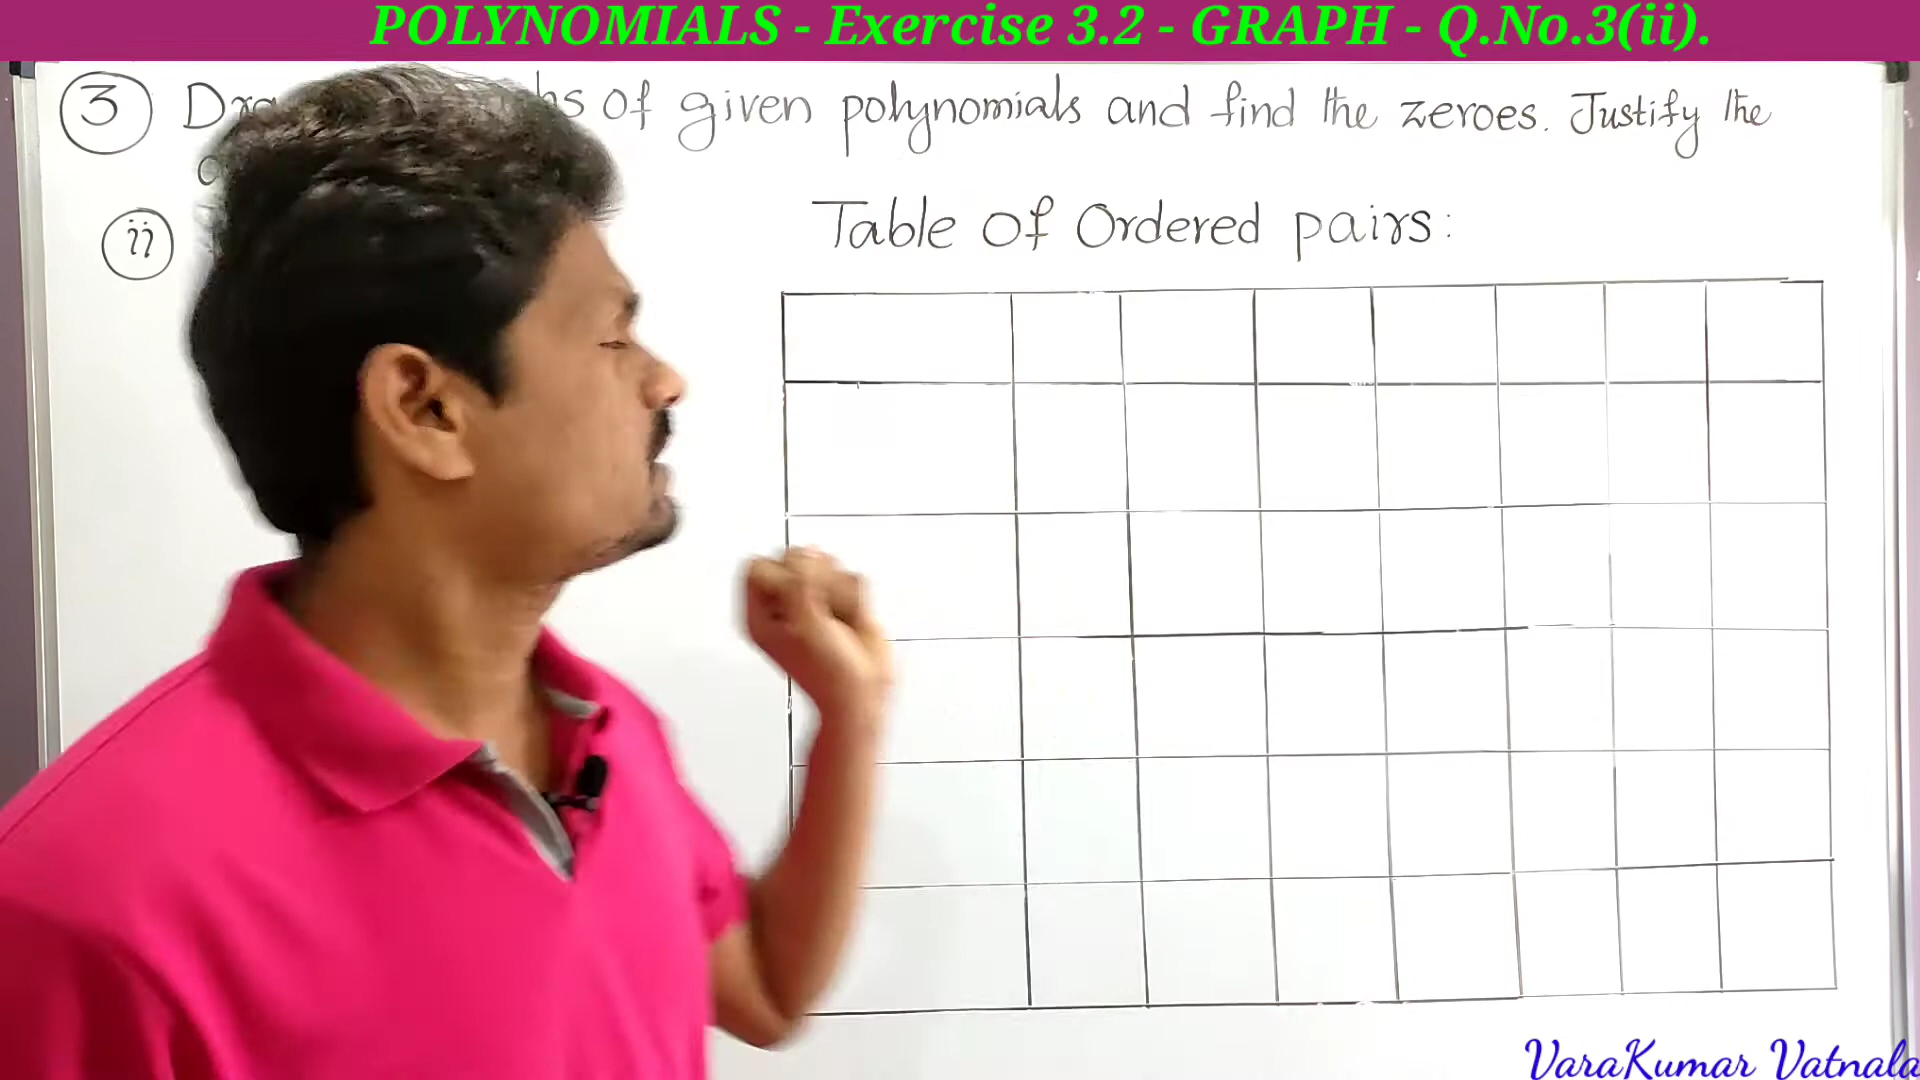 POLYNOMIALS - Exercise 3.2 - GRAPH - Q.No.3(ii).
3 of given polynomials and find the zeroes. Justify the
ii
Table of Ordered pairs:
VaraKumar Vatnala